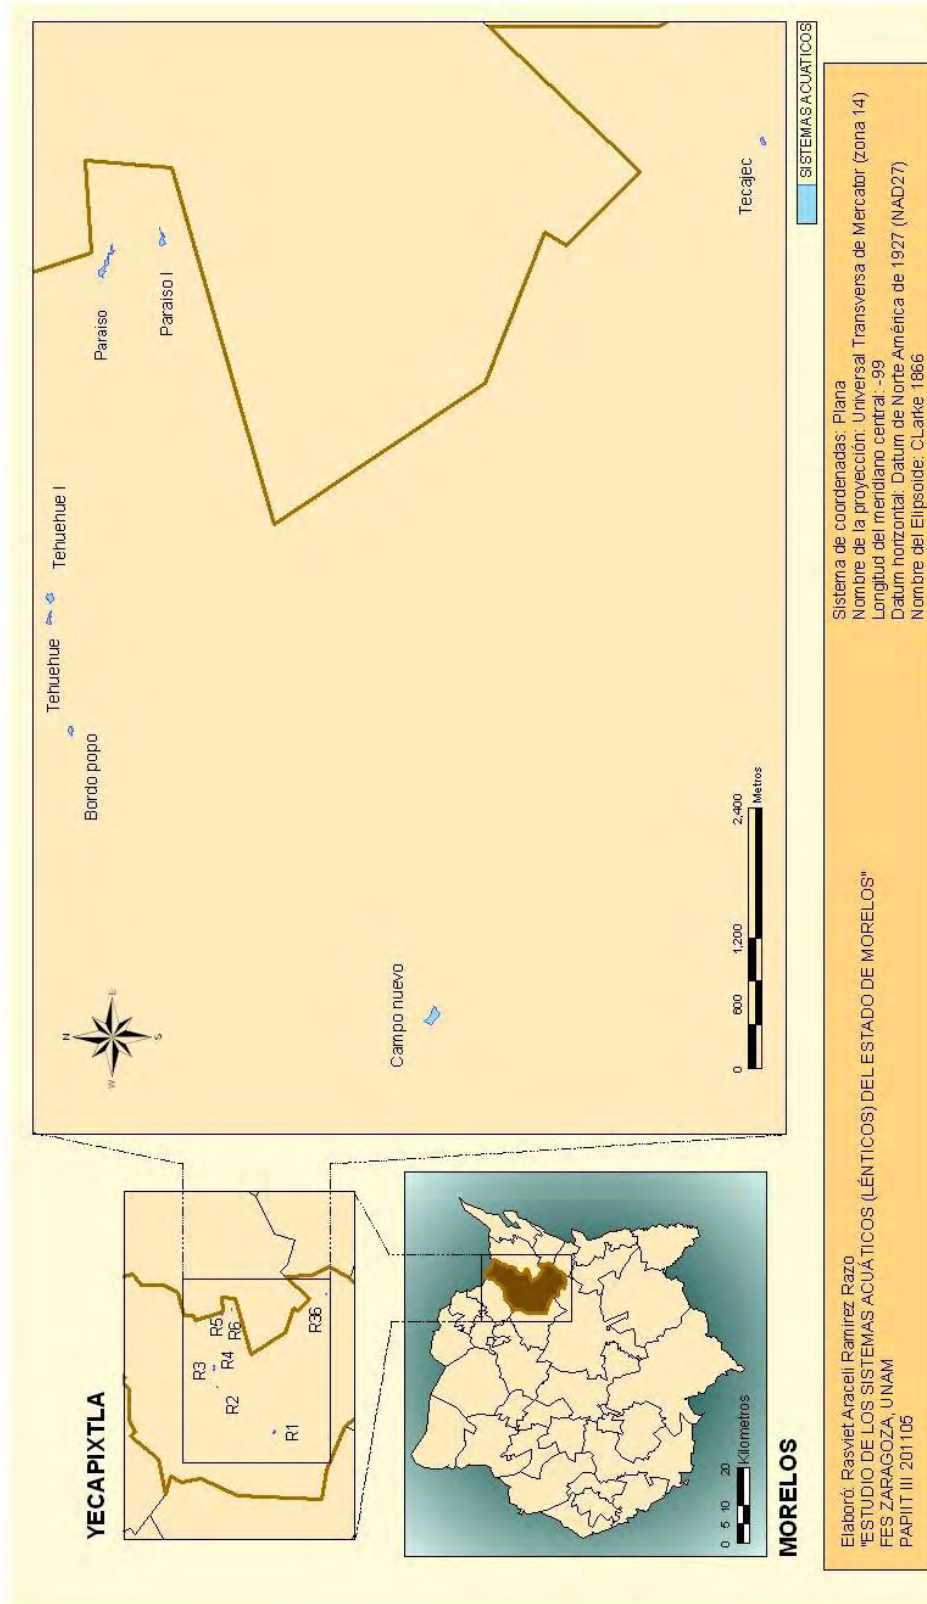 YECAPIXTLA
R3
R5
R4
R6
R2
R1
R36
MORELOS
0 5 10 20
Kilometros
N
W
E
S
Bordo popo
Tehuehue
Tehuehue I
Paraiso
Paraiso I
Campo nuevo
Tecajec
0 600 1,200 2,400
Metros
SISTEMAS ACUATICOS
Elaboró: Rasviet Araceli Ramirez Razo
"ESTUDIO DE LOS SISTEMAS ACUÁTICOS (LÉNTICOS) DEL ESTADO DE MORELOS"
FES ZARAGOZA, UNAM
PAPIIT III 201105
Sistema de coordenadas: Plana
Nombre de la proyección: Universal Transversa de Mercator (zona 14)
Longitud del meridiano central: -99
Datum horizontal: Datum de Norte América de 1927 (NAD27)
Nombre del Elipsoide: CLarke 1866